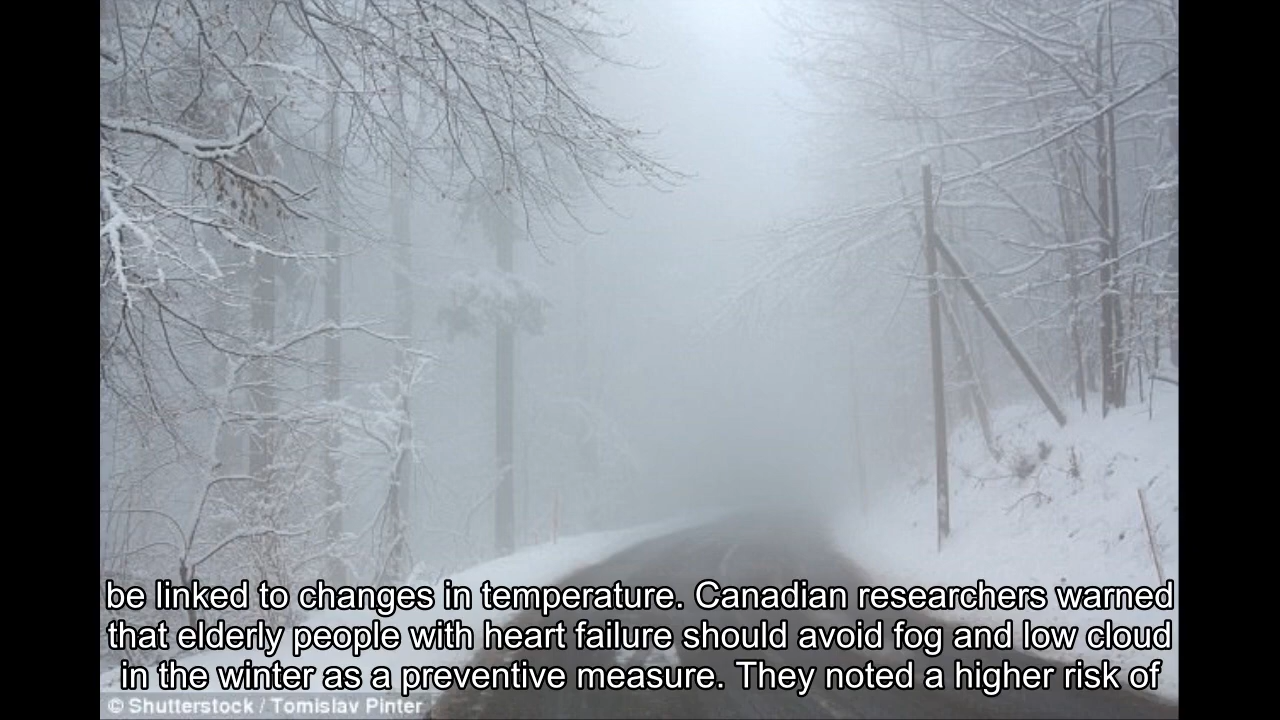 be linked to changes in temperature. Canadian researchers warned
that elderly people with heart failure should avoid fog and low cloud
in the winter as a preventive measure. They noted a higher risk of
© Shutterstock / Tomislav Pinter